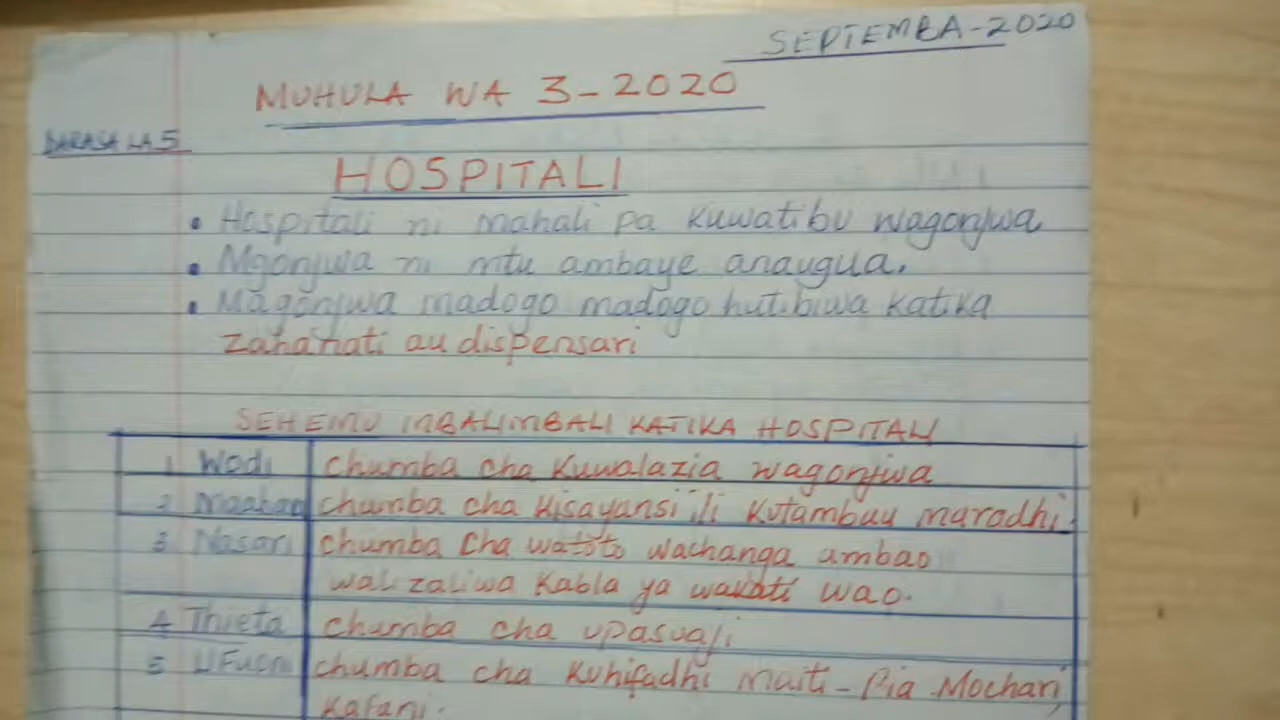 SEPTEMBA-2020
MUHULA WA 3-2020
DARASA LA 5
HOSPITALI
• Hospitali ni mahali pa kuwatibu wagonjwa
• Mgonjwa ni mtu ambaye anaugua.
• Magonjwa madogo madogo hutibiwa katika
zahanati au dispensari
SEHEMU MBALIMBALI KATIKA HOSPITALI
1 Wodi chumba cha kuwalazia wagonjwa
2 chumba cha kisayansi ili kutambuu maradhi.
3 Nasari chumba cha watoto wachanga ambao
walizaliwa kabla ya wakati wao.
4 Thieta chumba cha upasuaji
5 chumba cha kuhifadhi maiti - Pia Mochari,
kafani.